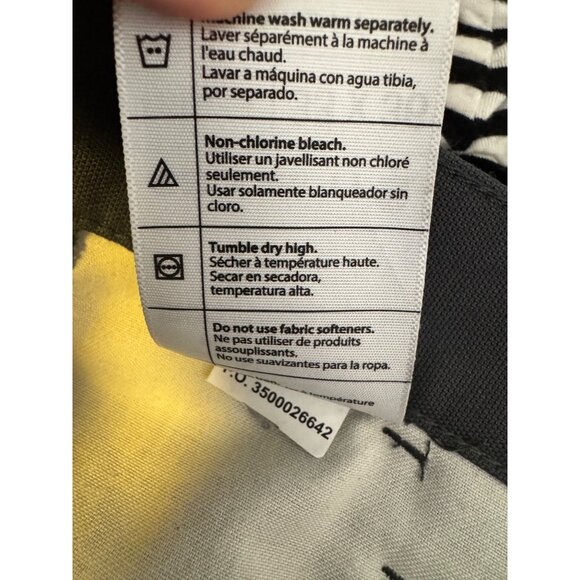 wash warm separately.
Laver séparément à la machine à
l'eau chaud.
Lavar a máquina con agua tibia,
por separado.
Non-chlorine bleach.
Utiliser un javellisant non chloré
seulement.
Usar solamente blanqueador sin
cloro.
Tumble dry high.
Sécher à température haute.
Secar en secadora,
temperatura alta.
Do not use fabric softeners.
Ne pas utiliser de produits
assouplissants.
No use suavizantes para la ropa.
température
P.O. 3500026642